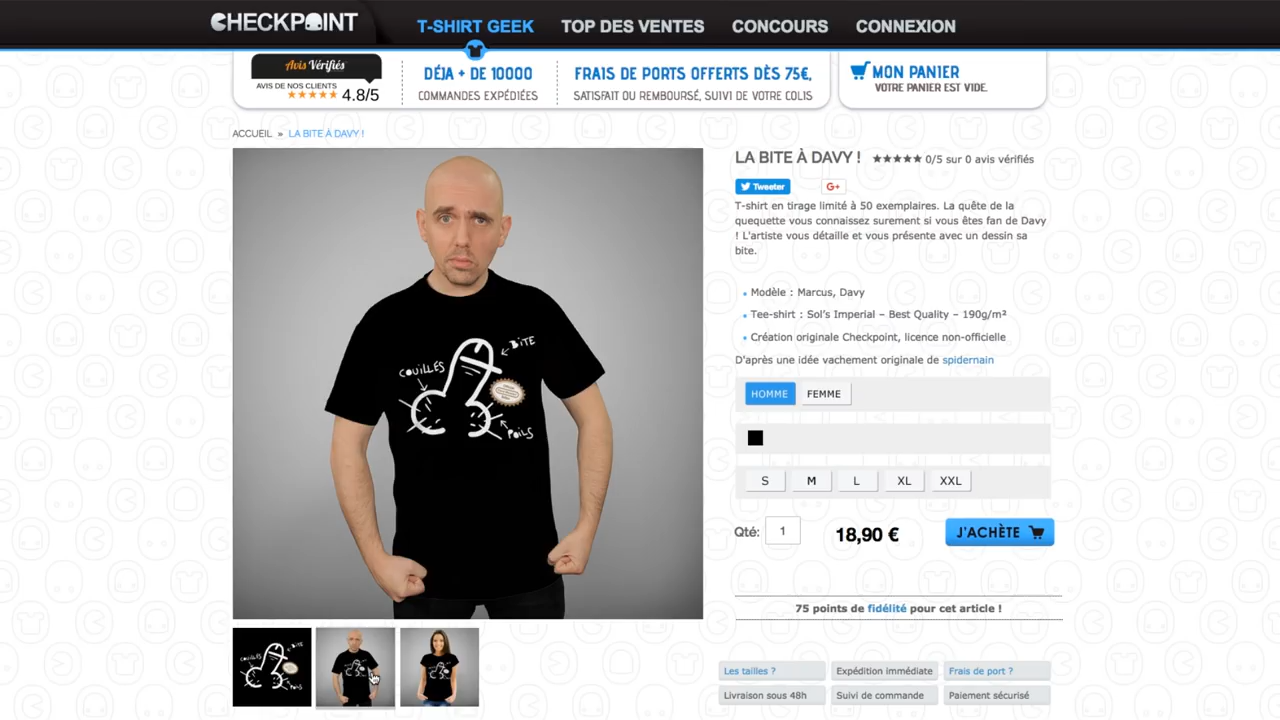 CHECKPOINT
T-SHIRT GEEK
TOP DES VENTES
CONCOURS
CONNEXION
Avis Vérifiés
AVIS DE NOS CLIENTS
4.8/5
DÉJA + DE 10000
COMMANDES EXPÉDIÉES
FRAIS DE PORTS OFFERTS DÈS 75€,
SATISFAIT OU REMBOURSÉ, SUIVI DE VOTRE COLIS
MON PANIER
VOTRE PANIER EST VIDE.
ACCUEIL » LA BITE À DAVY !
COUILLES
BITE
POILS
LA BITE À DAVY !
0/5 sur 0 avis vérifiés
Tweeter
G+
T-shirt en tirage limité à 50 exemplaires. La quête de la
quequette vous connaissez surement si vous êtes fan de Davy
! L'artiste vous détaille et vous présente avec un dessin sa
bite.
Modèle : Marcus, Davy
Tee-shirt : Sol's Imperial – Best Quality – 190g/m²
Création originale Checkpoint, licence non-officielle
D'après une idée vachement originale de spidernain
HOMME
FEMME
S
M
L
XL
XXL
Qté:
1
18,90 €
J'ACHÈTE
75 points de fidélité pour cet article !
COUILLES
BITE
POILS
Les tailles ?
Expédition immédiate
Frais de port ?
Livraison sous 48h
Suivi de commande
Paiement sécurisé